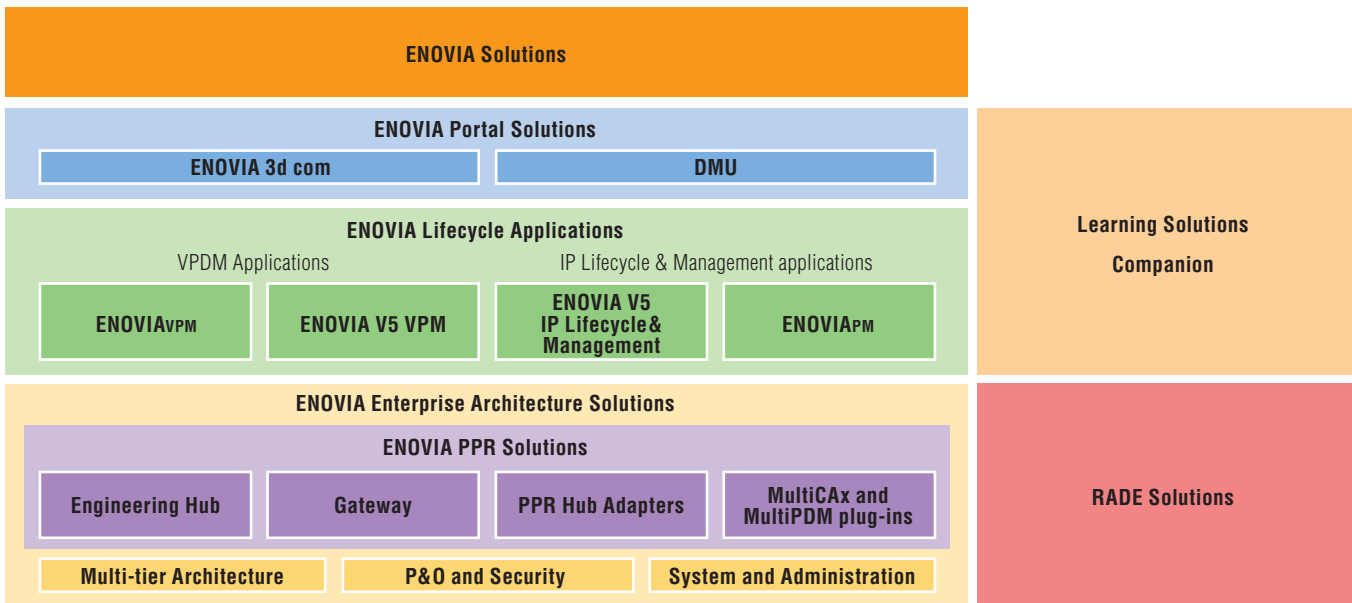 ENOVIA Solutions
ENOVIA Portal Solutions
ENOVIA 3d com
DMU
ENOVIA Lifecycle Applications
VPDM Applications
IP Lifecycle & Management applications
ENOVIAVPM
ENOVIA V5 VPM
ENOVIA V5
IP Lifecycle&
Management
ENOVIAPM
Learning Solutions
Companion
ENOVIA Enterprise Architecture Solutions
ENOVIA PPR Solutions
Engineering Hub
Gateway
PPR Hub Adapters
MultiCAx and
MultiPDM plug-ins
Multi-tier Architecture
P&O and Security
System and Administration
RADE Solutions